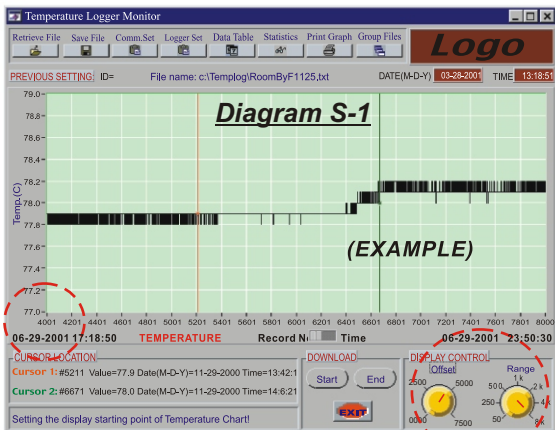 Temperature Logger Monitor
Retrieve File Save File Comm.Set Logger Set Data Table Statistics Print Graph Group Files
Logo
PREVIOUS SETTING: ID= File name: c:\Templog\RoomByF1125,txt DATE(M-D-Y) 03-28-2001 TIME 13:18:51
Diagram S-1
79.0
78.8
78.6
78.4
78.2
78.0
77.8
77.6
77.4
77.2
77.0
Temp.(C)
(EXAMPLE)
4001 4201 4401 4601 4801 5001 5201 5401 5601 5801 6001 6201 6401 6601 6801 7001 7201 7401 7601 7801 8000
06-29-2001 17:18:50 TEMPERATURE Record No Time 06-29-2001 23:50:30
CURSOR LOCATION
Cursor 1: #5211 Value=77.9 Date(M-D-Y)=11-29-2000 Time=13:42:1
Cursor 2: #6671 Value=78.0 Date(M-D-Y)=11-29-2000 Time=14:6:21
Setting the display starting point of Temperature Chart!
DOWNLOAD
Start End
EXIT
DISPLAY CONTROL
Offset Range
2500 5000
0000 7500
1 k
500 2 k
250 4 k
50 8k